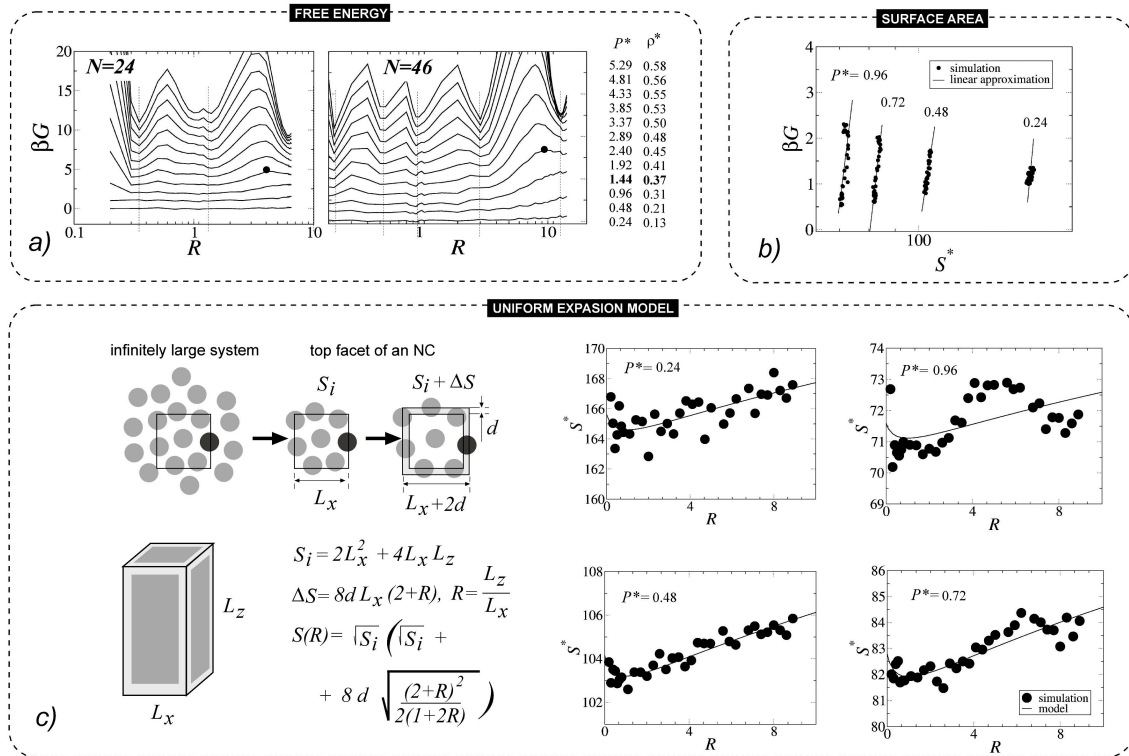 FREE ENERGY
N=24
N=46
βG
20
15
10
5
0
0.1
1
10
R
1
10
R
a)
P* ρ*
5.29 0.58
4.81 0.56
4.33 0.55
3.85 0.53
3.37 0.50
2.89 0.48
2.40 0.45
1.92 0.41
1.44 0.37
0.96 0.31
0.48 0.21
0.24 0.13
SURFACE AREA
simulation
linear approximation
P*= 0.96
0.72
0.48
0.24
βG
4
3
2
1
0
100
S*
b)
UNIFORM EXPASION MODEL
infinitely large system
top facet of an NC
S_i
S_i + ΔS
d
L_x
L_x+2d
L_z
L_x
S_i = 2L_x^2 + 4L_x L_z
ΔS = 8d L_x (2+R), R = L_z / L_x
S(R) = √S_i (√S_i +
+ 8 d √((2+R)^2 / 2(1+2R)))
c)
P*= 0.24
S*
170
168
166
164
162
160
0 4 8
R
P*= 0.96
S*
74
73
72
71
70
69
0 4 8
R
P*= 0.48
S*
108
106
104
102
0 4 8
R
P*= 0.72
S*
86
85
84
83
82
81
80
0 4 8
R
simulation
model